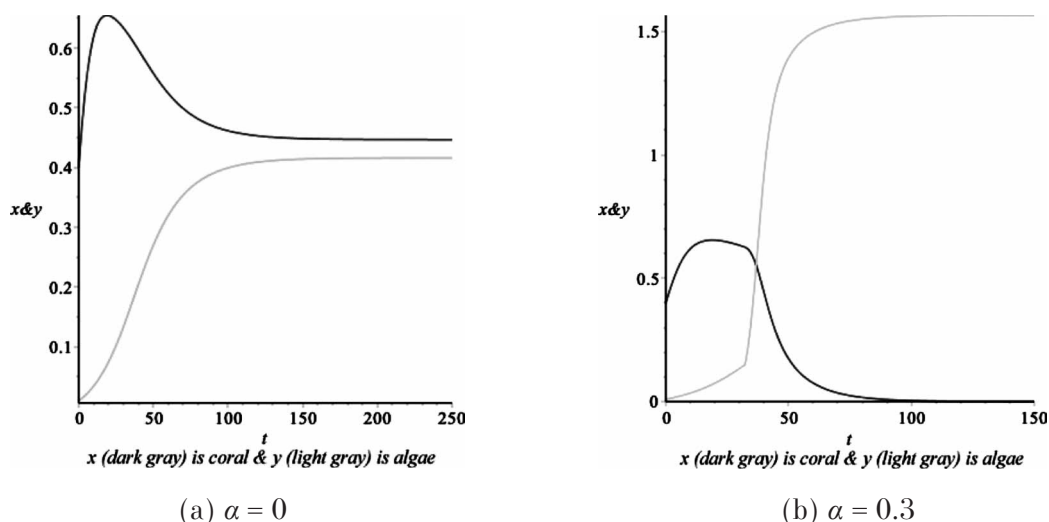 0.6
0.5
0.4
x&y
0.3
0.2
0.1
0 50 100 150 200 250
t
x (dark gray) is coral & y (light gray) is algae
(a) α = 0
1.5
1
x&y
0.5
0
0 50 100 150
t
x (dark gray) is coral & y (light gray) is algae
(b) α = 0.3